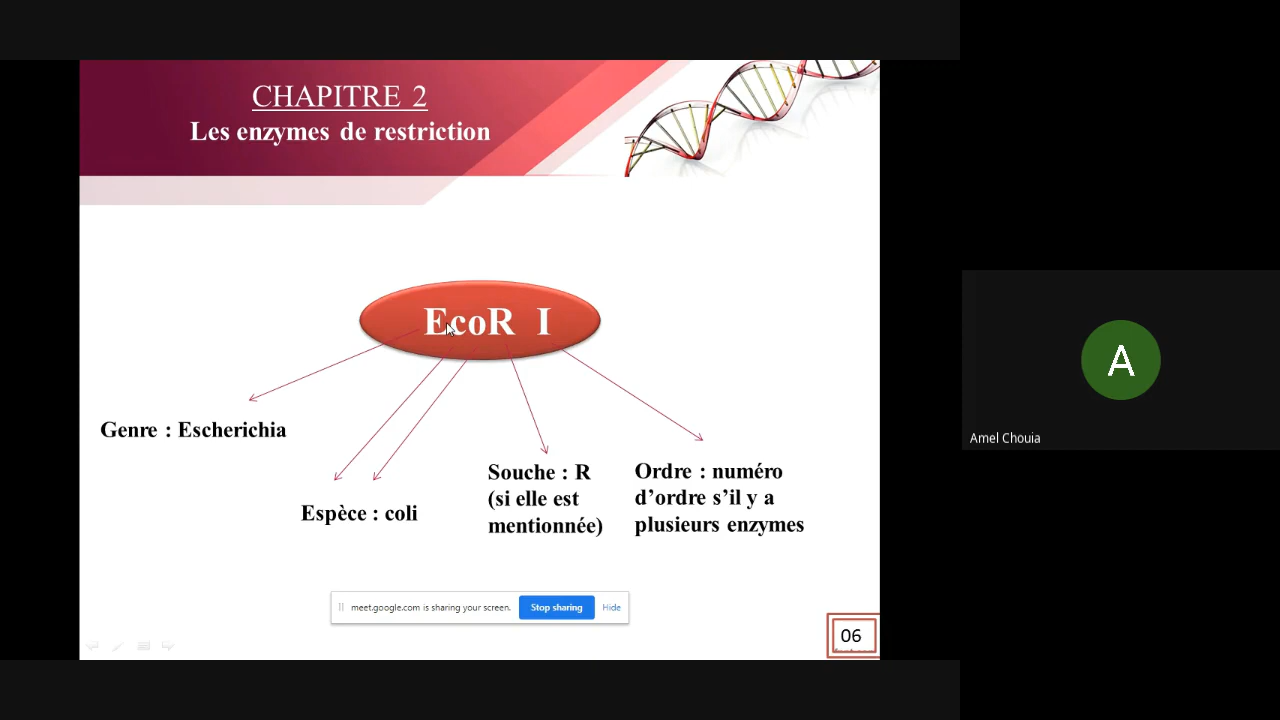 CHAPITRE 2
Les enzymes de restriction
EcoR I
Genre : Escherichia
Espèce : coli
Souche : R
(si elle est
mentionnée)
Ordre : numéro
d'ordre s'il y a
plusieurs enzymes
meet.google.com is sharing your screen.
Stop sharing
Hide
06
A
Amel Chouia